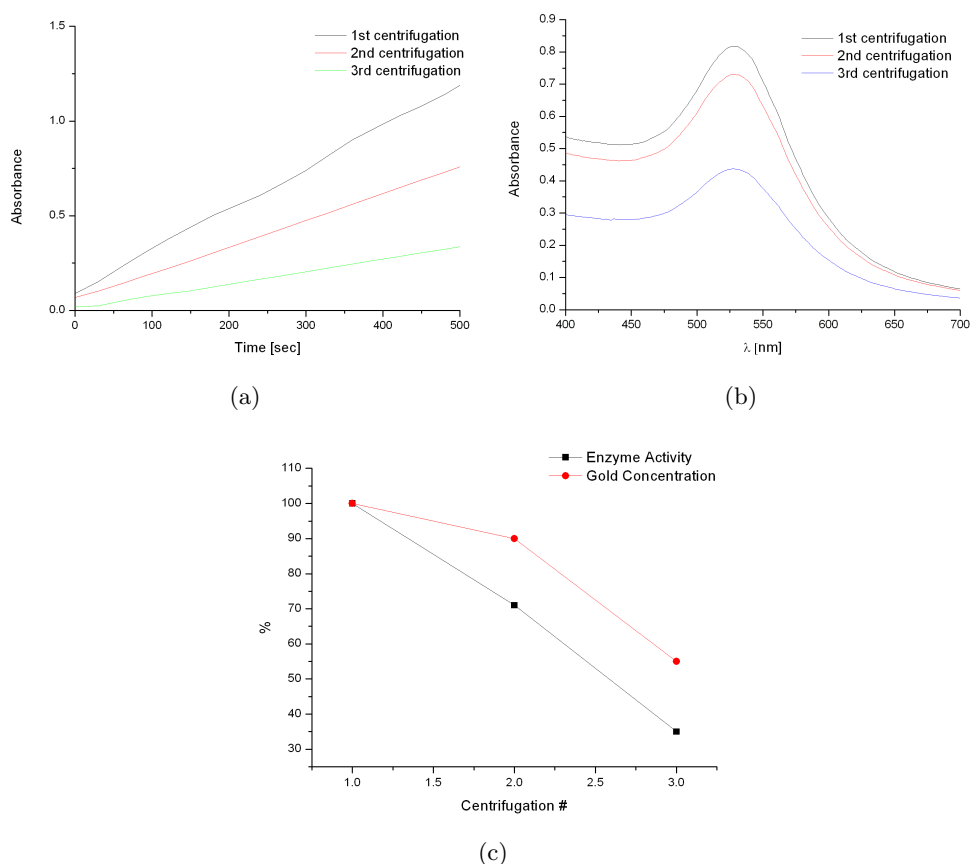 1st centrifugation
2nd centrifugation
3rd centrifugation
1.5
1.0
0.5
0.0
Absorbance
0 100 200 300 400 500
Time [sec]
(a)
1st centrifugation
2nd centrifugation
3rd centrifugation
0.9
0.8
0.7
0.6
0.5
0.4
0.3
0.2
0.1
0.0
Absorbance
400 450 500 550 600 650 700
λ [nm]
(b)
Enzyme Activity
Gold Concentration
110
100
90
80
70
60
50
40
30
%
1.0 1.5 2.0 2.5 3.0
Centrifugation #
(c)